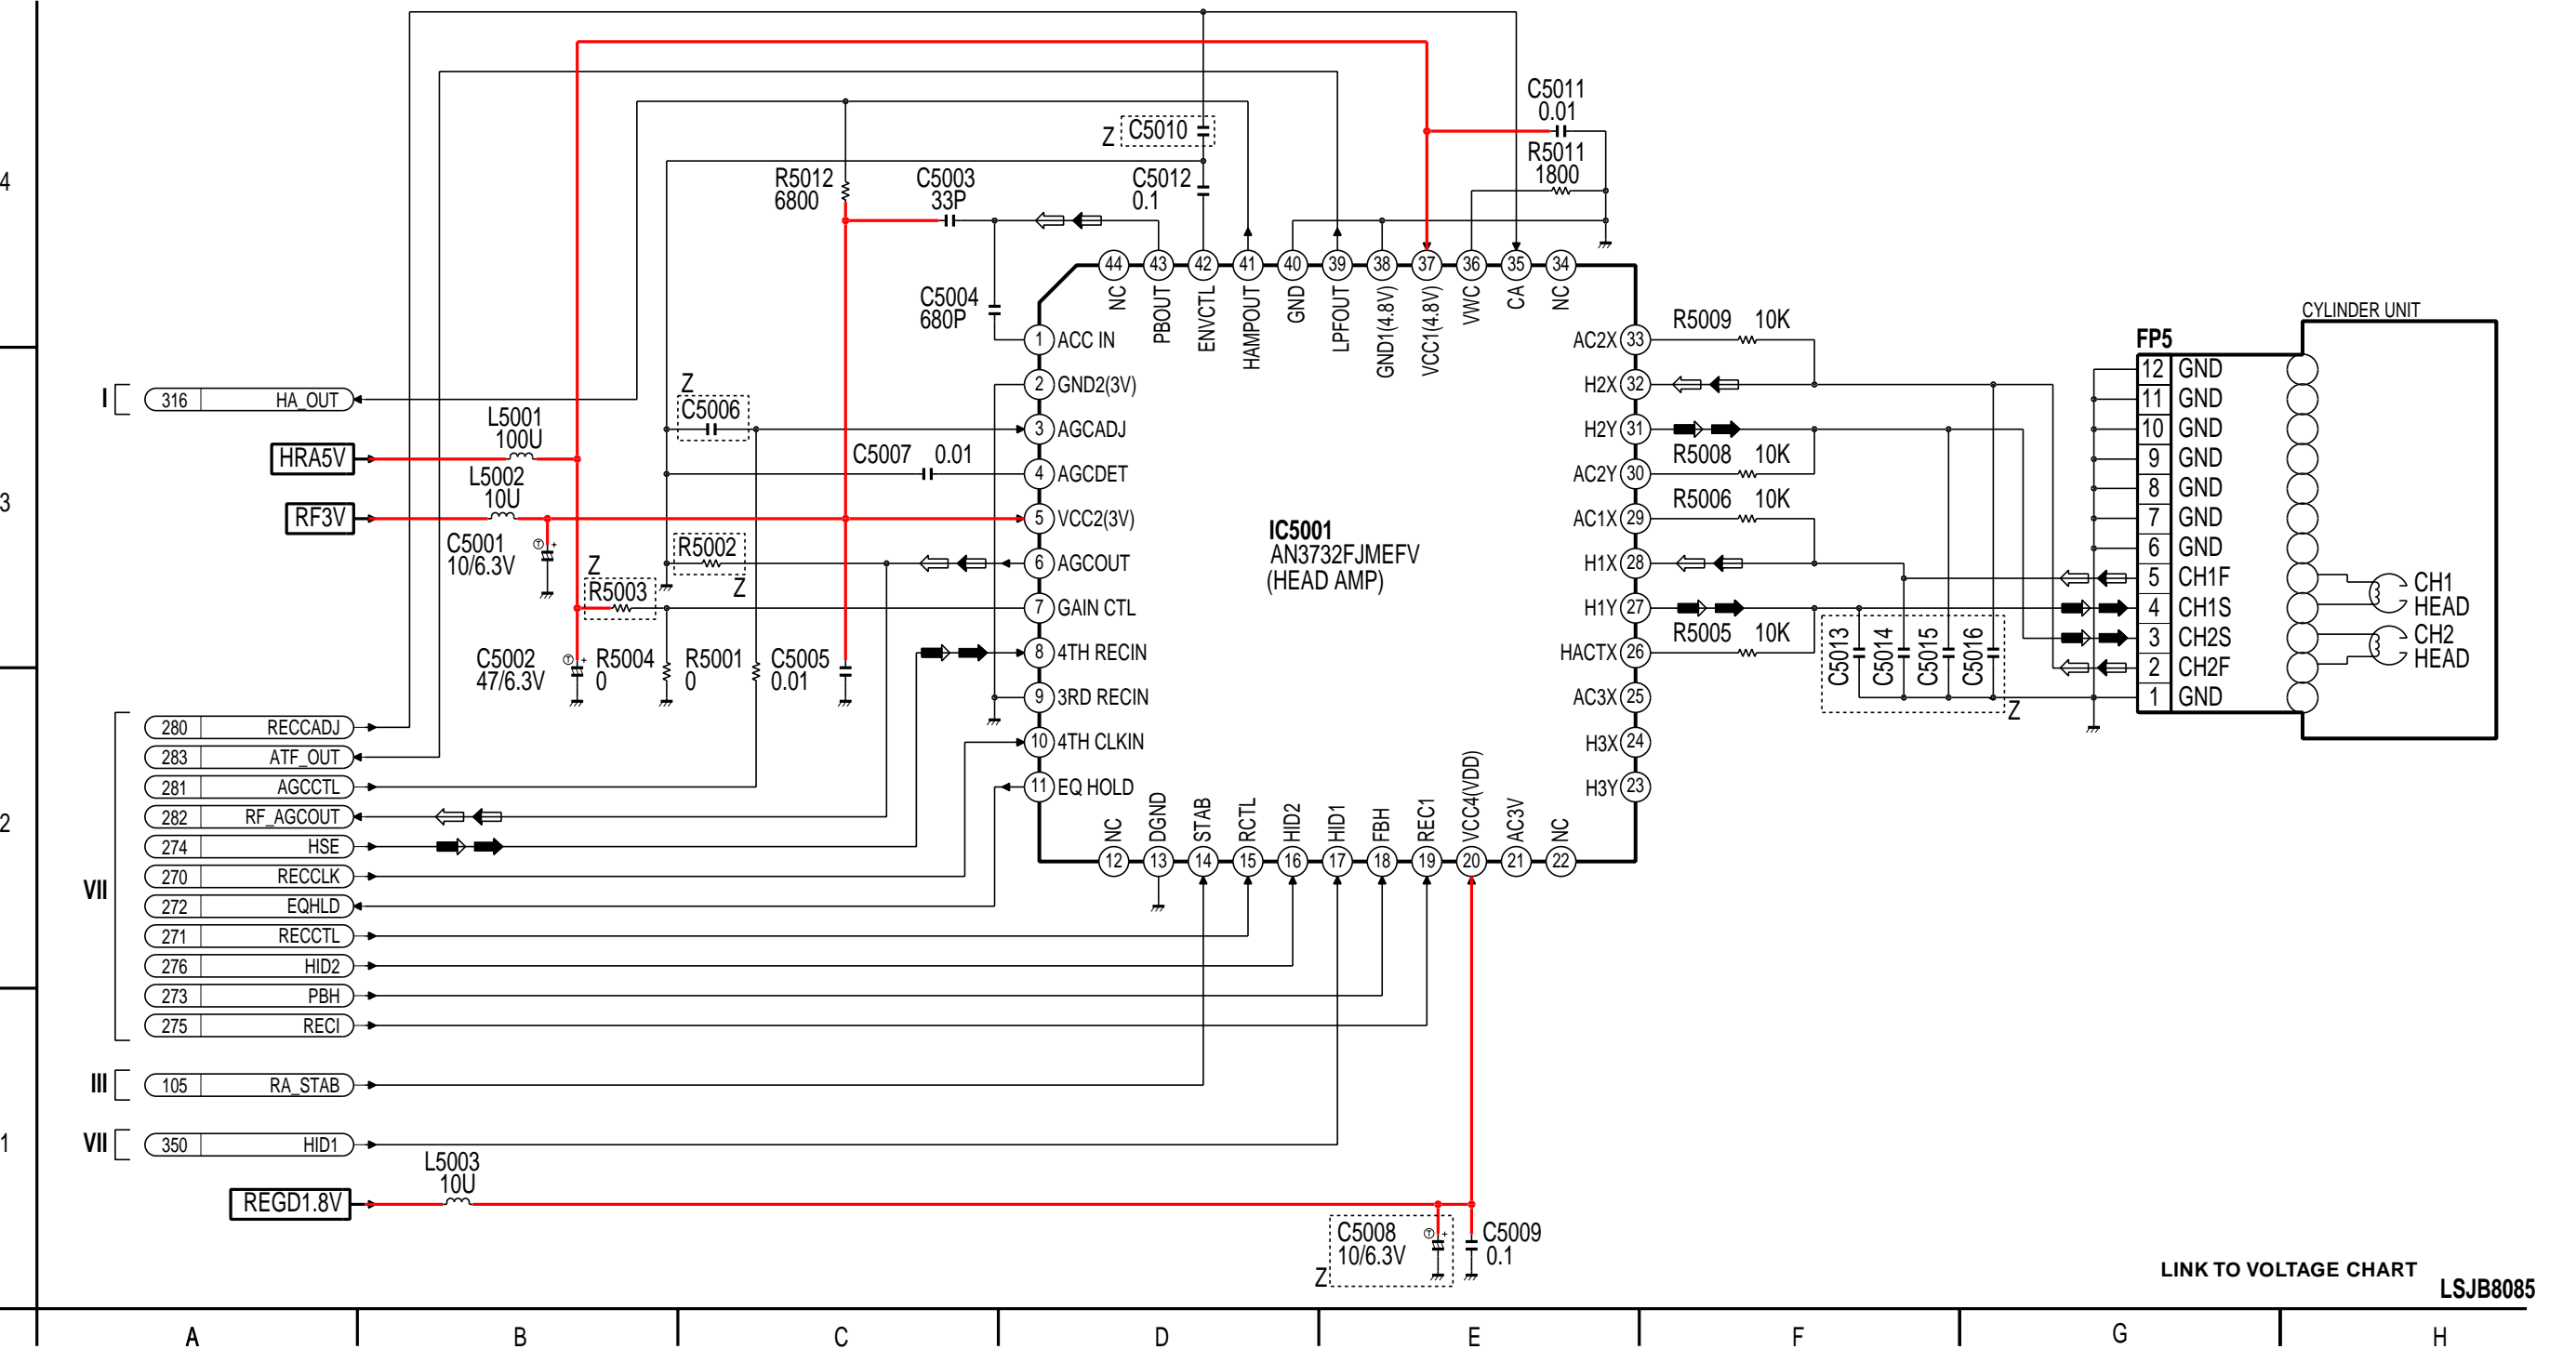 4
3
2
1
C5011
0.01
R5011
1800
Z
C5010
R5012
6800
C5003
33P
C5012
0.1
C5004
680P
44 43 42 41 40 39 38 37 36 35 34
NC
PBOUT
ENVCTL
HAMPOUT
GND
LPFOUT
GND1(4.8V)
VCC1(4.8V)
VWC
CA
NC
1 ACC IN
2 GND2(3V)
3 AGCADJ
4 AGCDET
5 VCC2(3V)
6 AGCOUT
7 GAIN CTL
8 4TH RECIN
9 3RD RECIN
10 4TH CLKIN
11 EQ HOLD
IC5001
AN3732FJMEFV
(HEAD AMP)
AC2X 33
H2X 32
H2Y 31
AC2Y 30
AC1X 29
H1X 28
H1Y 27
HACTX 26
AC3X 25
H3X 24
H3Y 23
NC
DGND
STAB
RCTL
HID2
HID1
FBH
REC1
VCC4(VDD)
AC3V
NC
12 13 14 15 16 17 18 19 20 21 22
R5009 10K
R5008 10K
R5006 10K
R5005 10K
C5013
C5014
C5015
C5016
Z
CYLINDER UNIT
FP5
12 GND
11 GND
10 GND
9 GND
8 GND
7 GND
6 GND
5 CH1F
4 CH1S
3 CH2S
2 CH2F
1 GND
CH1
HEAD
CH2
HEAD
I
316 HA_OUT
HRA5V
L5001
100U
L5002
10U
RF3V
C5001
10/6.3V
Z
C5006
C5007 0.01
R5002
Z
Z
R5003
C5002
47/6.3V
R5004
0
R5001
0
C5005
0.01
VII
280 RECCADJ
283 ATF_OUT
281 AGCCTL
282 RF_AGCOUT
274 HSE
270 RECCLK
272 EQHLD
271 RECCTL
276 HID2
273 PBH
275 RECI
III
105 RA_STAB
VII
350 HID1
L5003
10U
REGD1.8V
C5008
10/6.3V
Z
C5009
0.1
LINK TO VOLTAGE CHART
LSJB8085
A B C D E F G H